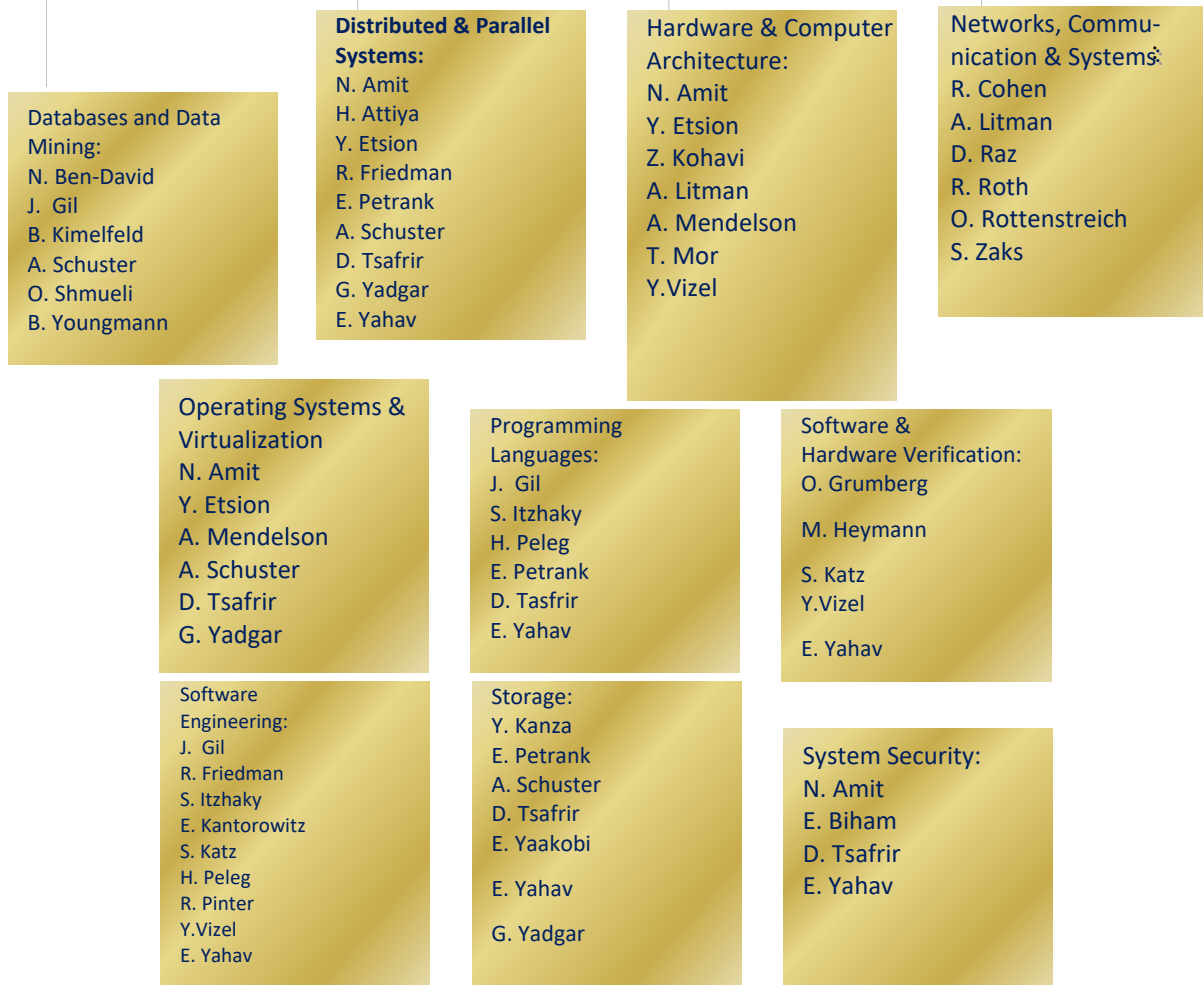 Databases and Data
Mining:
N. Ben-David
J.  Gil
B. Kimelfeld
A. Schuster
O. Shmueli
B. Youngmann
Distributed & Parallel
Systems:
N. Amit
H. Attiya
Y. Etsion
R. Friedman
E. Petrank
A. Schuster
D. Tsafrir
G. Yadgar
E. Yahav
Hardware & Computer
Architecture:
N. Amit
Y. Etsion
Z. Kohavi
A. Litman
A. Mendelson
T. Mor
Y.Vizel
Networks, Commu-
nication & Systems:
R. Cohen
A. Litman
D. Raz
R. Roth
O. Rottenstreich
S. Zaks
Operating Systems &
Virtualization
N. Amit
Y. Etsion
A. Mendelson
A. Schuster
D. Tsafrir
G. Yadgar
Programming
Languages:
J.  Gil
S. Itzhaky
H. Peleg
E. Petrank
D. Tasfrir
E. Yahav
Software &
Hardware Verification:
O. Grumberg
M. Heymann
S. Katz
Y.Vizel
E. Yahav
Software
Engineering:
J.  Gil
R. Friedman
S. Itzhaky
E. Kantorowitz
S. Katz
H. Peleg
R. Pinter
Y.Vizel
E. Yahav
Storage:
Y. Kanza
E. Petrank
A. Schuster
D. Tsafrir
E. Yaakobi
E. Yahav
G. Yadgar
System Security:
N. Amit
E. Biham
D. Tsafrir
E. Yahav